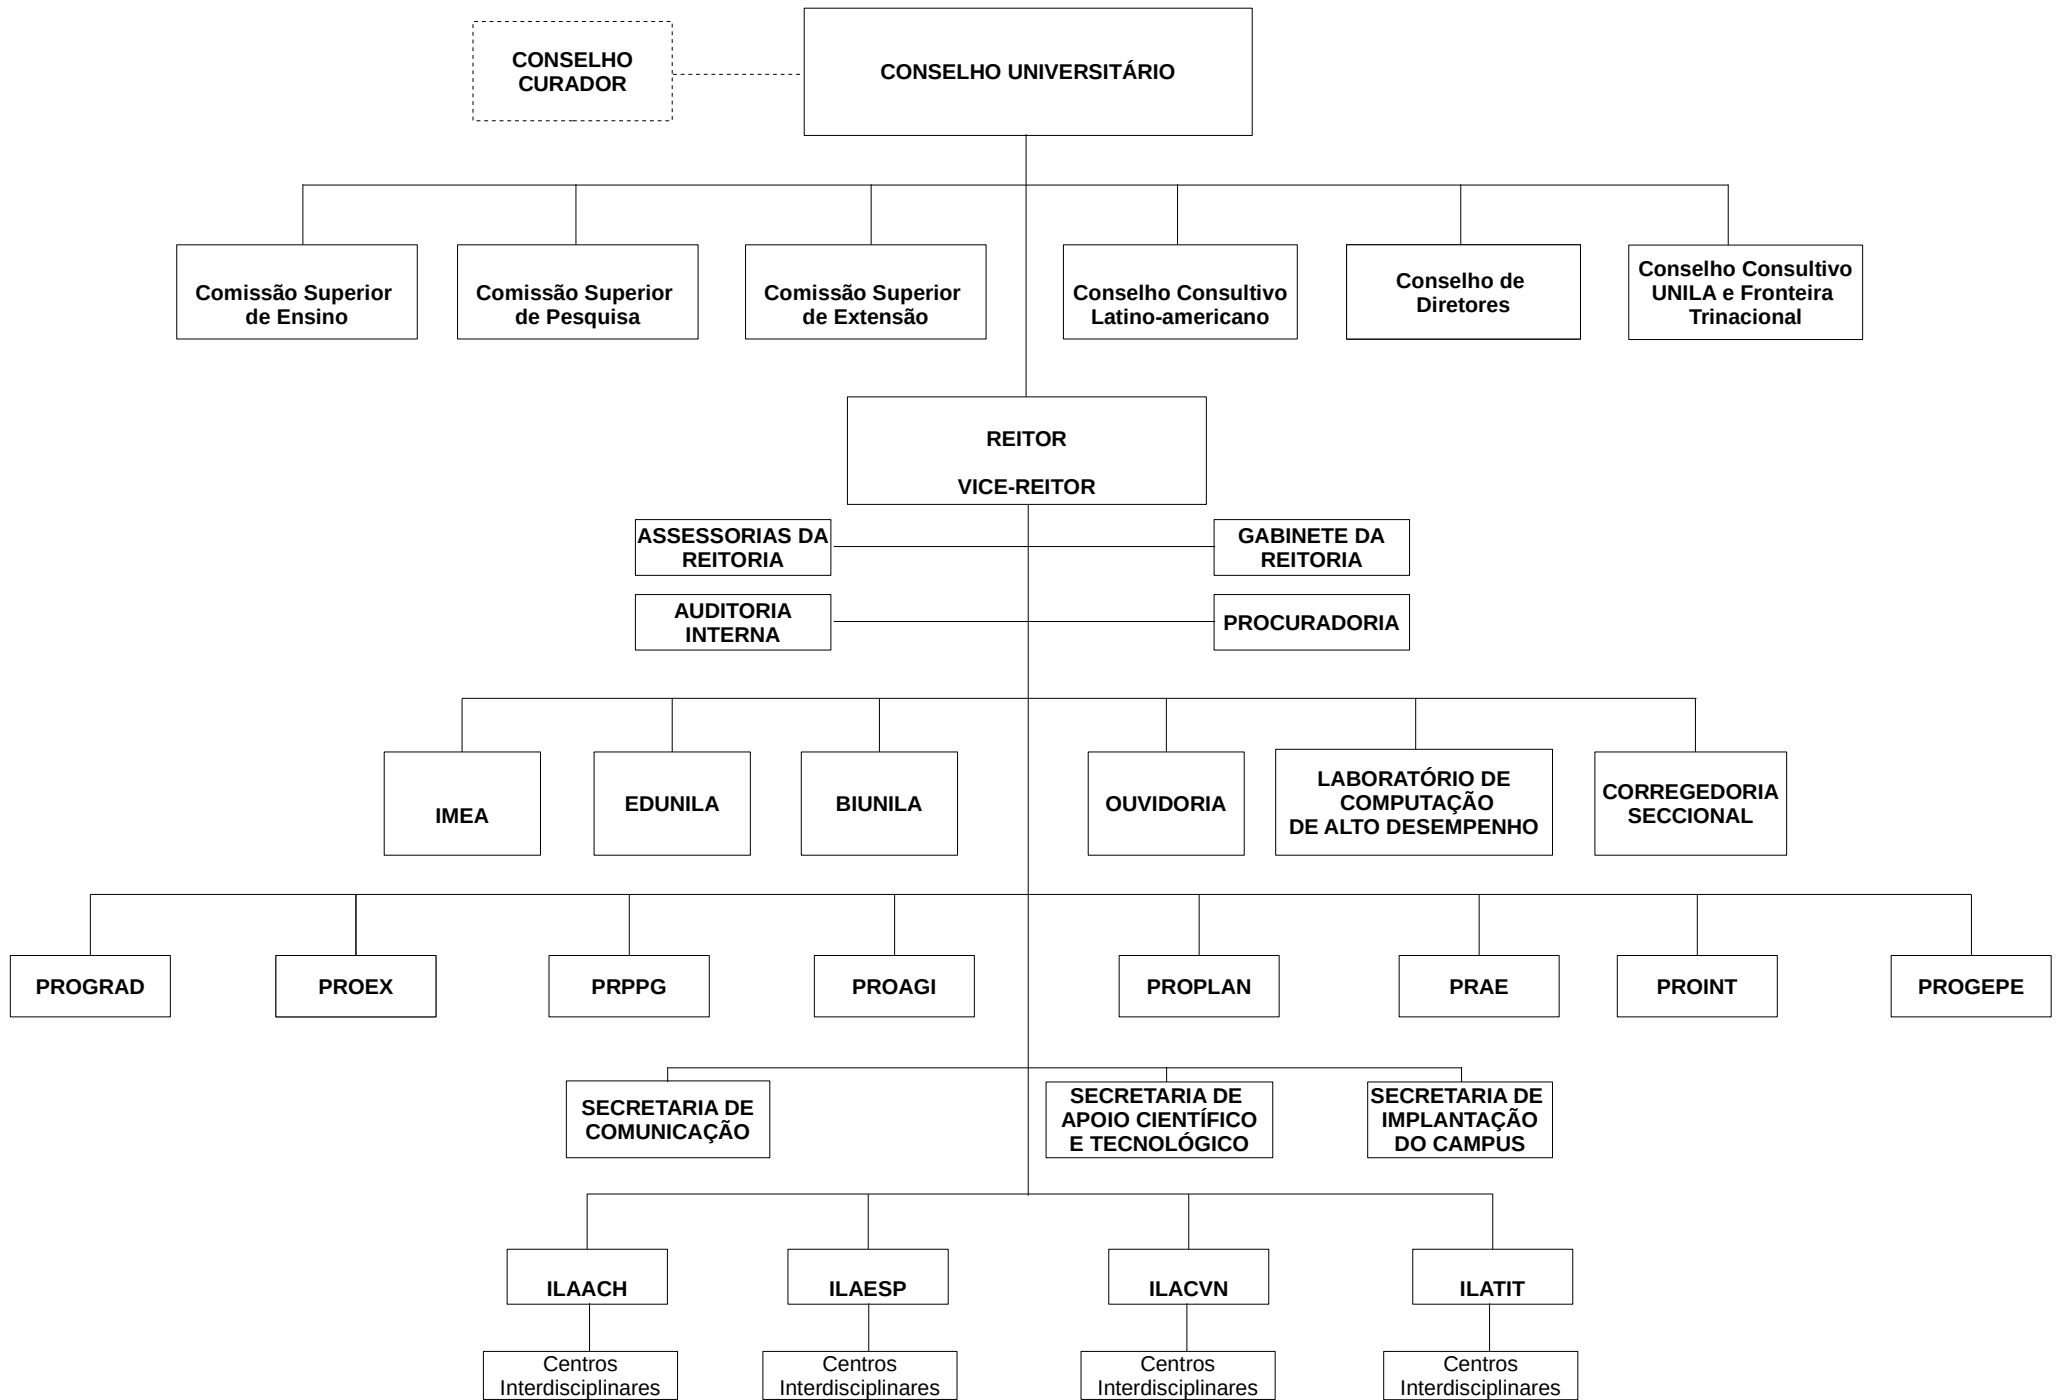 CONSELHO
CURADOR
CONSELHO UNIVERSITÁRIO
Comissão Superior
de Ensino
Comissão Superior
de Pesquisa
Comissão Superior
de Extensão
Conselho Consultivo
Latino-americano
Conselho de
Diretores
Conselho Consultivo
UNILA e Fronteira
Trinacional
REITOR
VICE-REITOR
ASSESSORIAS DA
REITORIA
GABINETE DA
REITORIA
AUDITORIA
INTERNA
PROCURADORIA
IMEA
EDUNILA
BIUNILA
OUVIDORIA
LABORATÓRIO DE
COMPUTAÇÃO
DE ALTO DESEMPENHO
CORREGEDORIA
SECCIONAL
PROGRAD
PROEX
PRPPG
PROAGI
PROPLAN
PRAE
PROINT
PROGEPE
SECRETARIA DE
COMUNICAÇÃO
SECRETARIA DE
APOIO CIENTÍFICO
E TECNOLÓGICO
SECRETARIA DE
IMPLANTAÇÃO
DO CAMPUS
ILAACH
ILAESP
ILACVN
ILATIT
Centros
Interdisciplinares
Centros
Interdisciplinares
Centros
Interdisciplinares
Centros
Interdisciplinares